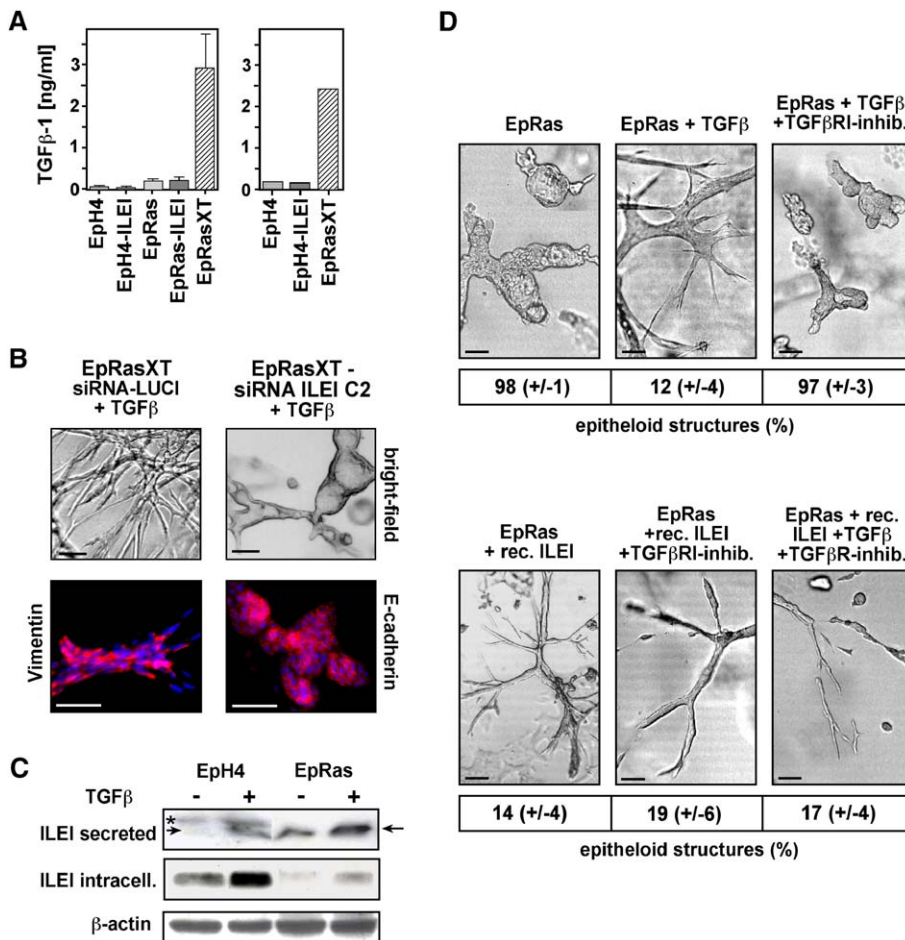 A
TGFβ-1 [ng/ml]
3
2
1
0
EpH4
EpH4-ILEI
EpRas
EpRas-ILEI
EpRasXT
3
2
1
0
EpH4
EpH4-ILEI
EpRasXT
B
EpRasXT
siRNA-LUCI
+ TGFβ
EpRasXT -
siRNA ILEI C2
+ TGFβ
bright-field
Vimentin
E-cadherin
C
EpH4
EpRas
TGFβ
- + - +
ILEI secreted
*
ILEI intracell.
β-actin
D
EpRas
EpRas + TGFβ
EpRas + TGFβ
+TGFβRI-inhib.
98 (+/-1)
12 (+/-4)
97 (+/-3)
epitheloid structures (%)
EpRas
+ rec. ILEI
EpRas
+rec. ILEI
+TGFβRI-inhib.
EpRas + rec.
ILEI +TGFβ
+TGFβR-inhib.
14 (+/-4)
19 (+/-6)
17 (+/-4)
epitheloid structures (%)